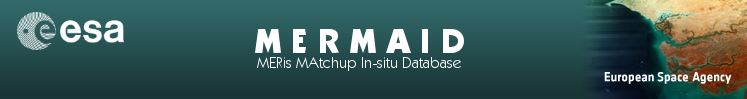 esa
MERMAID
MERis MAtchup In-situ Database
European Space Agency